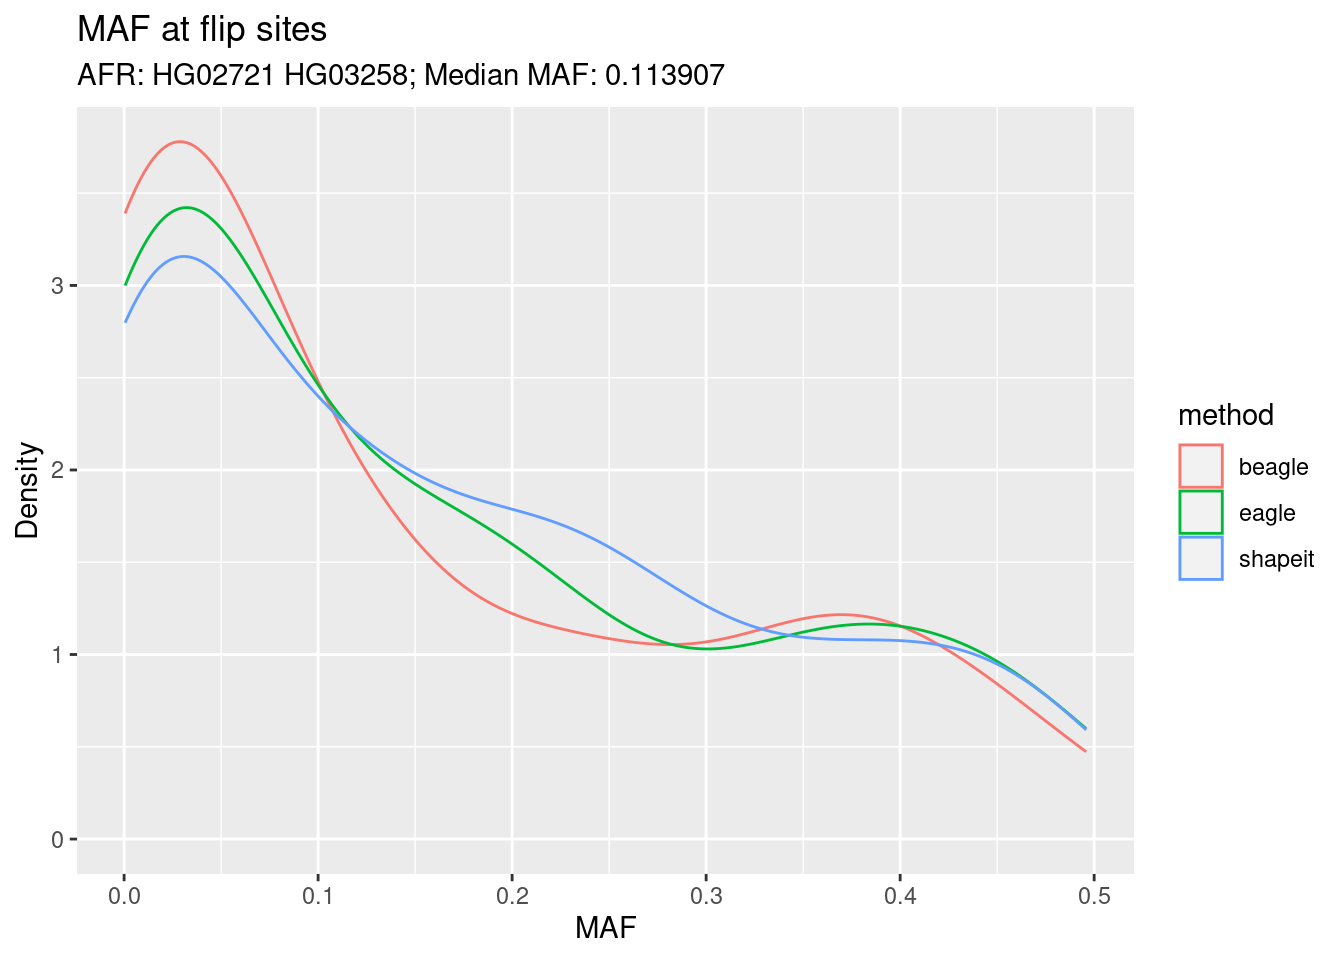 MAF at flip sites
AFR: HG02721 HG03258; Median MAF: 0.113907
Density
3
2
1
0
0.0 0.1 0.2 0.3 0.4 0.5
MAF
method
beagle
eagle
shapeit